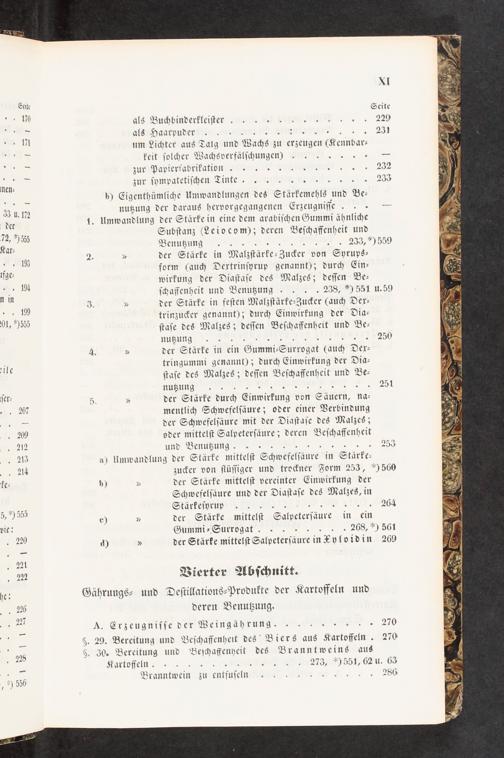 XI
Seite
als Buchbinderkleister . . . . . . . . . . . . 229
als Haarpuder . . . . . . . : . . . . . . 231
um Lichter aus Talg und Wachs zu erzeugen (Kennbar-
keit solcher Wachsverfälschungen) . . . . . . —
zur Papierfabrikation . . . . . . . . . . . . 232
zur sympatetischen Tinte . . . . . . . . . . . 233
b) Eigenthümliche Umwandlungen des Stärkemehls und Be-
nutzung der daraus hervorgegangenen Erzeugnisse . . . —
1. Umwandlung der Stärke in eine dem arabischen Gummi ähnliche
Substanz (Leiocom); deren Beschaffenheit und
Benutzung . . . . . . . . . 233, *) 559
2. » der Stärke in Malzstärke-Zucker von Syrups-
form (auch Dextrinsyrup genannt); durch Ein-
wirkung der Diastase des Malzes; dessen Be-
schaffenheit und Benutzung . . . . 238, *) 551 u. 59
3. » der Stärke in festen Malzstärke-Zucker (auch Dex-
trinzucker genannt); durch Einwirkung der Dia-
stase des Malzes; dessen Beschaffenheit und Be-
nutzung . . . . . . . . . . . . . 250
4. » der Stärke in ein Gummi-Surrogat (auch Dex-
tringummi genannt); durch Einwirkung der Dia-
stase des Malzes; dessen Beschaffenheit und Be-
nutzung . . . . . . . . . . . . . 251
5. » der Stärke durch Einwirkung von Säuern, na-
mentlich Schwefelsäure; oder einer Verbindung
der Schwefelsäure mit der Diastase des Malzes;
oder mittelst Salpetersäure; deren Beschaffenheit
und Benutzung . . . . . . . . . . . 253
a) Umwandlung der Stärke mittelst Schwefelsäure in Stärke-
zucker von flüssiger und trockner Form 253, *) 560
b) » der Stärke mittelst vereinter Einwirkung der
Schwefelsäure und der Diastase des Malzes, in
Stärkesyrup . . . . . . . . . . . 264
c) » der Stärke mittelst Salpetersäure in ein
Gummi-Surrogat . . . . . . . 268, *) 561
d) » der Stärke mittelst Salpetersäure in Xyloidin 269
Vierter Abschnitt.
Gährungs- und Destillations-Produkte der Kartoffeln und
deren Benutzung.
A. Erzeugnisse der Weingährung . . . . . . . . . 270
§. 29. Bereitung und Beschaffenheit des Biers aus Kartoffeln . 270
§. 30. Bereitung und Beschaffenheit des Branntweins aus
Kartoffeln . . . . . . . . . . . 273, *) 551, 62 u. 63
Branntwein zu entfuseln . . . . . . . . . . 286